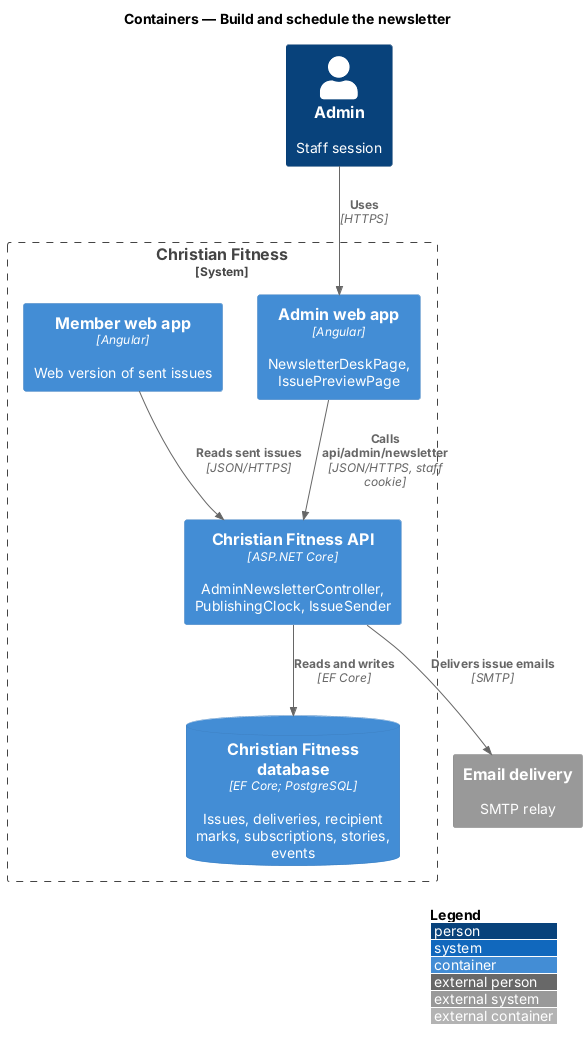 Containers — Build and schedule the newsletter
Admin
Staff session
Uses
[HTTPS]
Christian Fitness
[System]
Member web app
[Angular]
Web version of sent issues
Admin web app
[Angular]
NewsletterDeskPage,
IssuePreviewPage
Reads sent issues
[JSON/HTTPS]
Calls
api/admin/newsletter
[JSON/HTTPS, staff
cookie]
Christian Fitness API
[ASP.NET Core]
AdminNewsletterController,
PublishingClock, IssueSender
Reads and writes
[EF Core]
Delivers issue emails
[SMTP]
Christian Fitness
database
[EF Core; PostgreSQL]
Issues, deliveries, recipient
marks, subscriptions, stories,
events
Email delivery
SMTP relay
Legend
person
system
container
external person
external system
external container